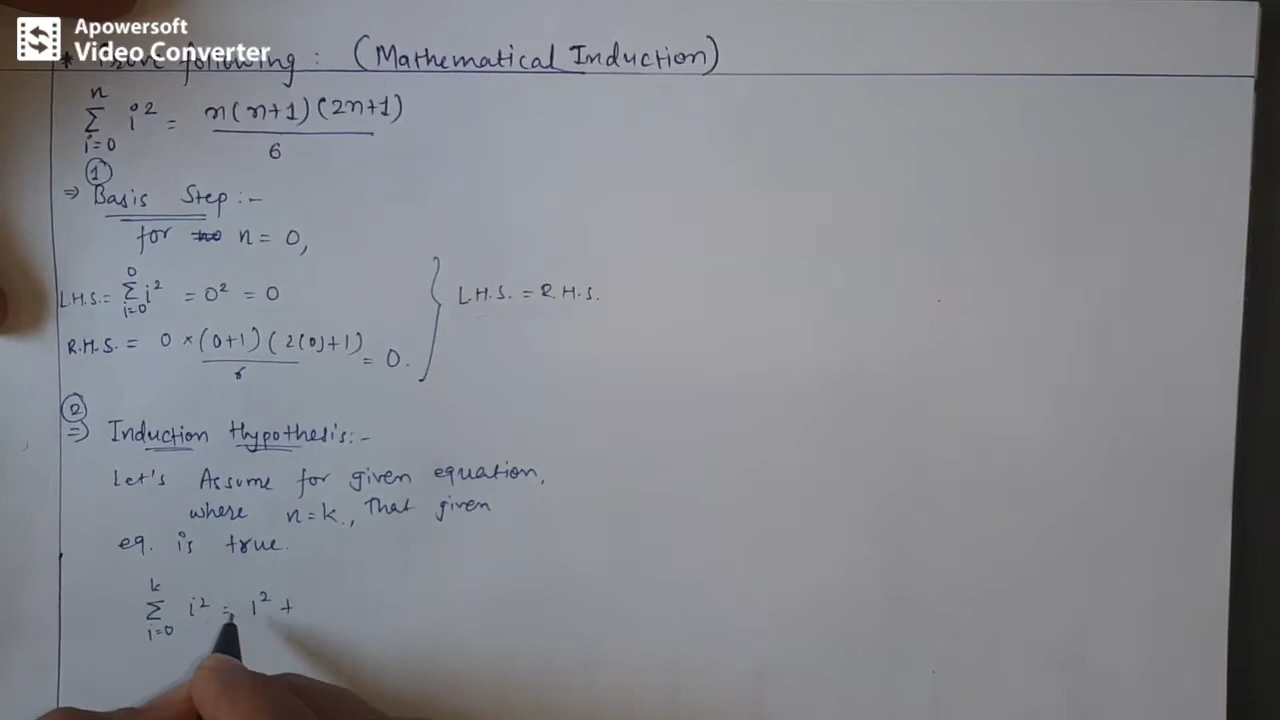 Apowersoft
Video Converter
* Prove following : (Mathematical Induction)
n
∑ i² = n(n+1)(2n+1)
i=0 6
①
⇒ Basis Step :-
for n = 0,
0
L.H.S. = ∑ i² = 0² = 0
i=0
L.H.S. = R.H.S.
R.H.S. = 0 × (0+1) (2(0)+1) = 0.
6
②
⇒ Induction Hypothesis :-
Let's Assume for given equation,
where n=k., That given
eq. is true.
k
∑ i² = 1² +
i=0